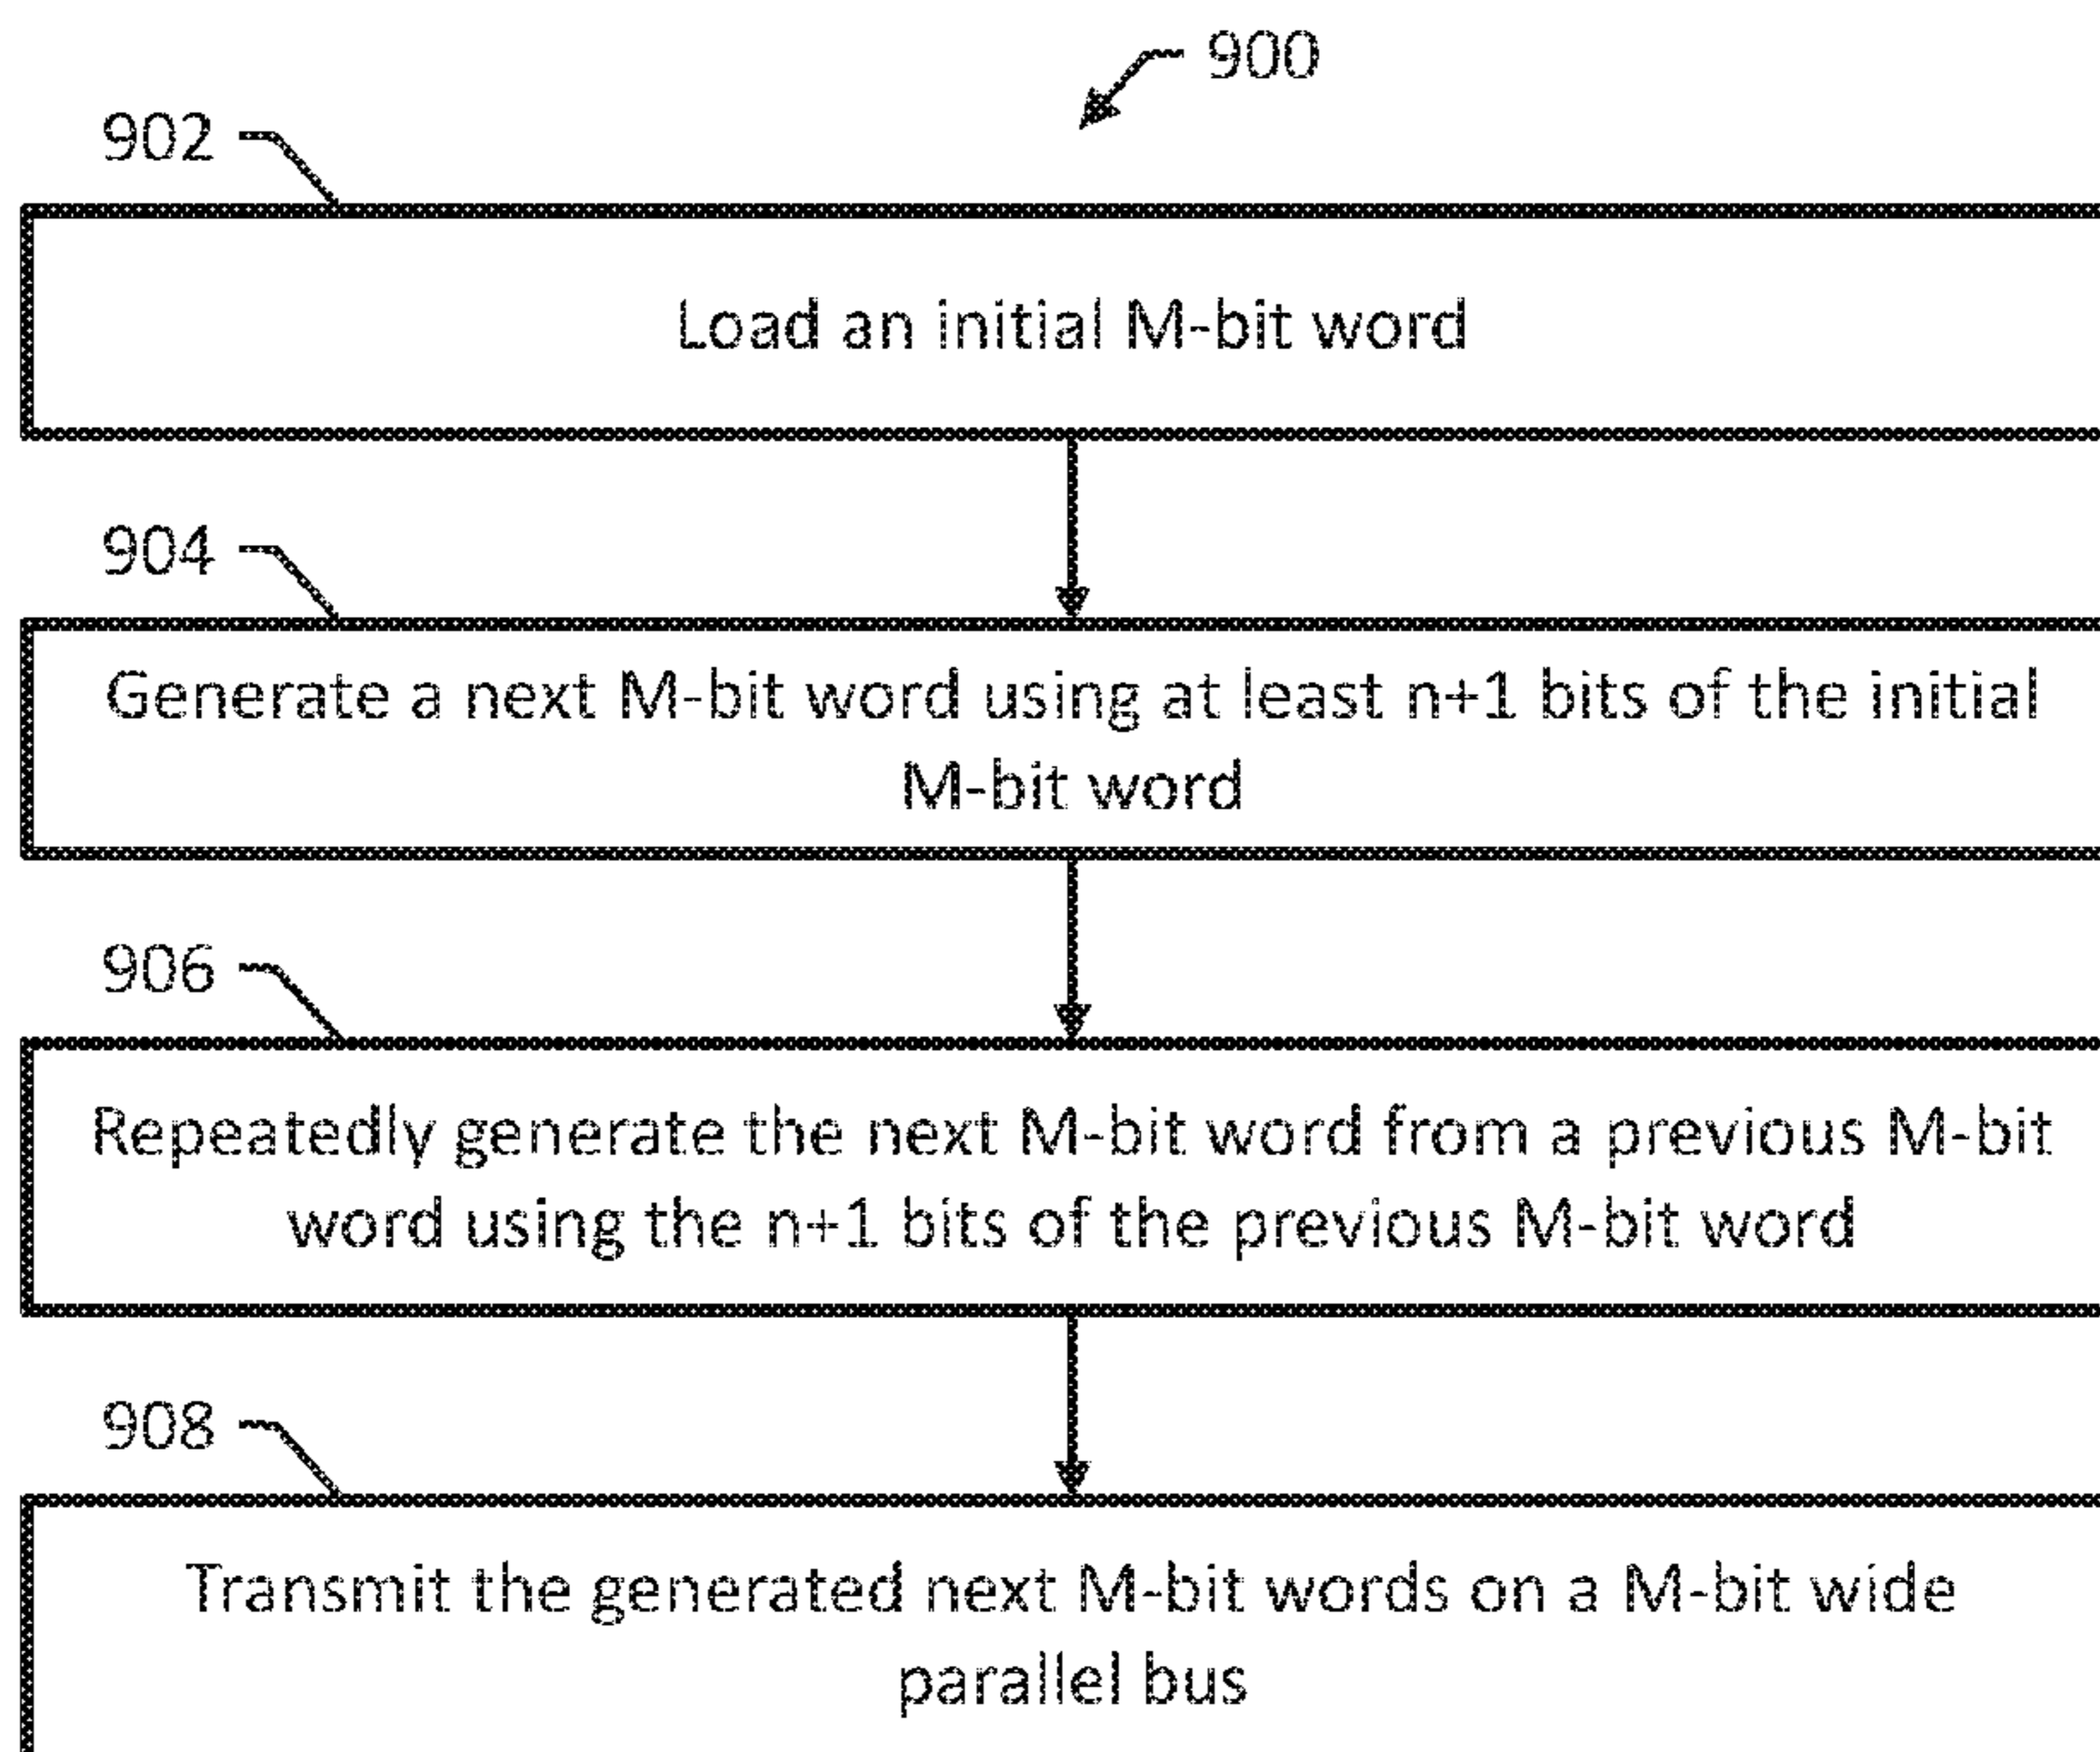 900
902
Load an initial M-bit word
904
Generate a next M-bit word using at least n+1 bits of the initial
M-bit word
906
Repeatedly generate the next M-bit word from a previous M-bit
word using the n+1 bits of the previous M-bit word
908
Transmit the generated next M-bit words on a M-bit wide
parallel bus